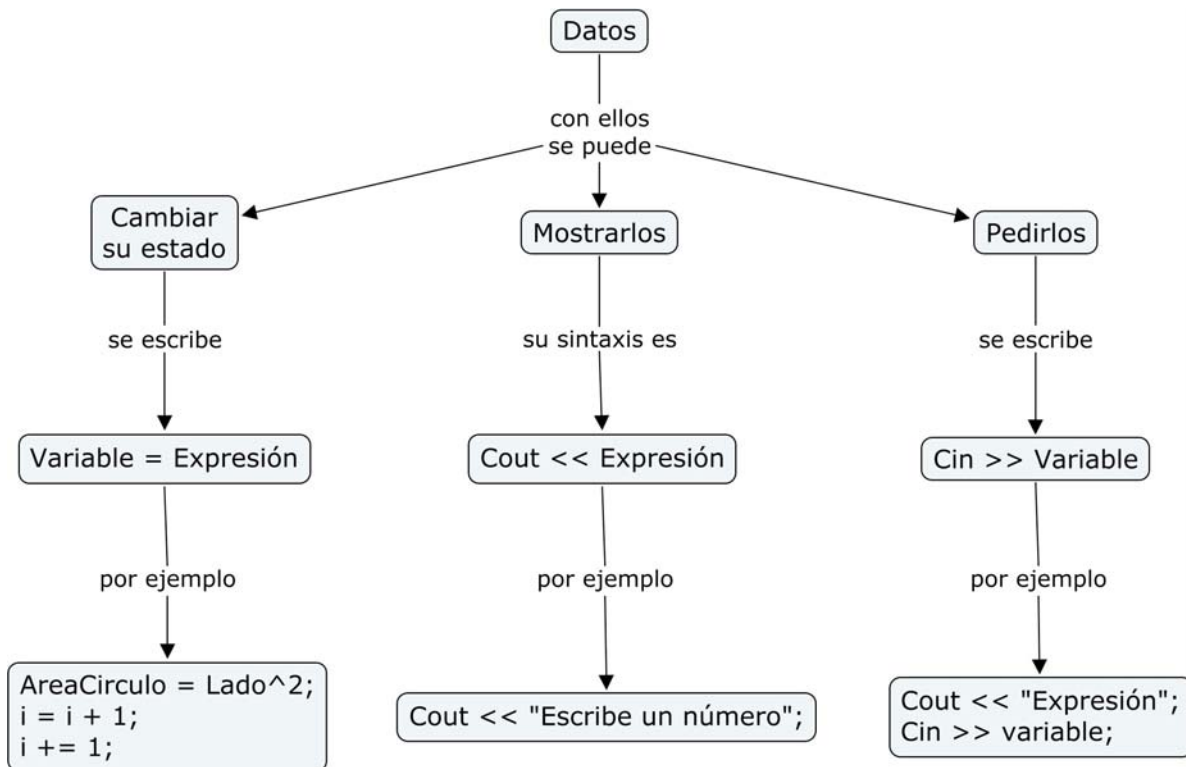 Datos
con ellos
se puede
Cambiar
su estado
Mostrarlos
Pedirlos
se escribe
su sintaxis es
se escribe
Variable = Expresión
Cout << Expresión
Cin >> Variable
por ejemplo
por ejemplo
por ejemplo
AreaCirculo = Lado^2;
i = i + 1;
i += 1;
Cout << "Escribe un número";
Cout << "Expresión";
Cin >> variable;